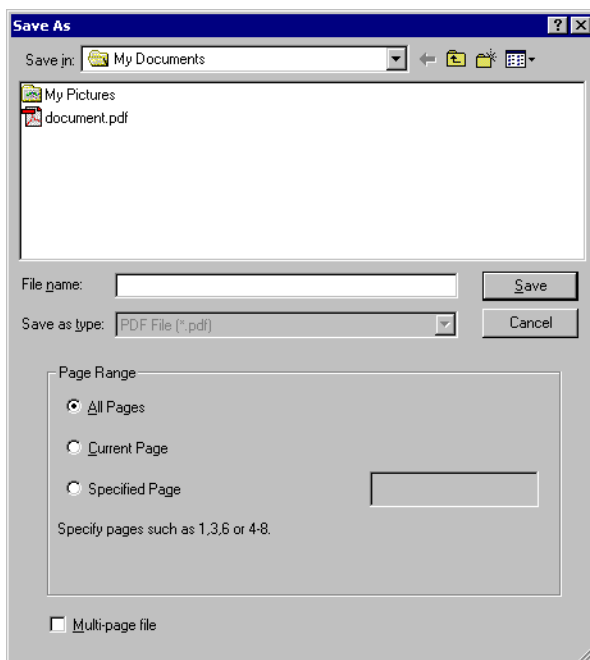 Save As
Save in: My Documents
My Pictures
document.pdf
File name:
Save
Save as type: PDF File (*.pdf)
Cancel
Page Range
All Pages
Current Page
Specified Page
Specify pages such as 1,3,6 or 4-8.
Multi-page file